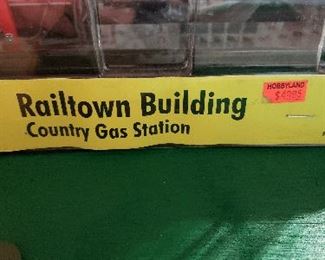 Railtown Building
HOBBYLAND
Country Gas Station